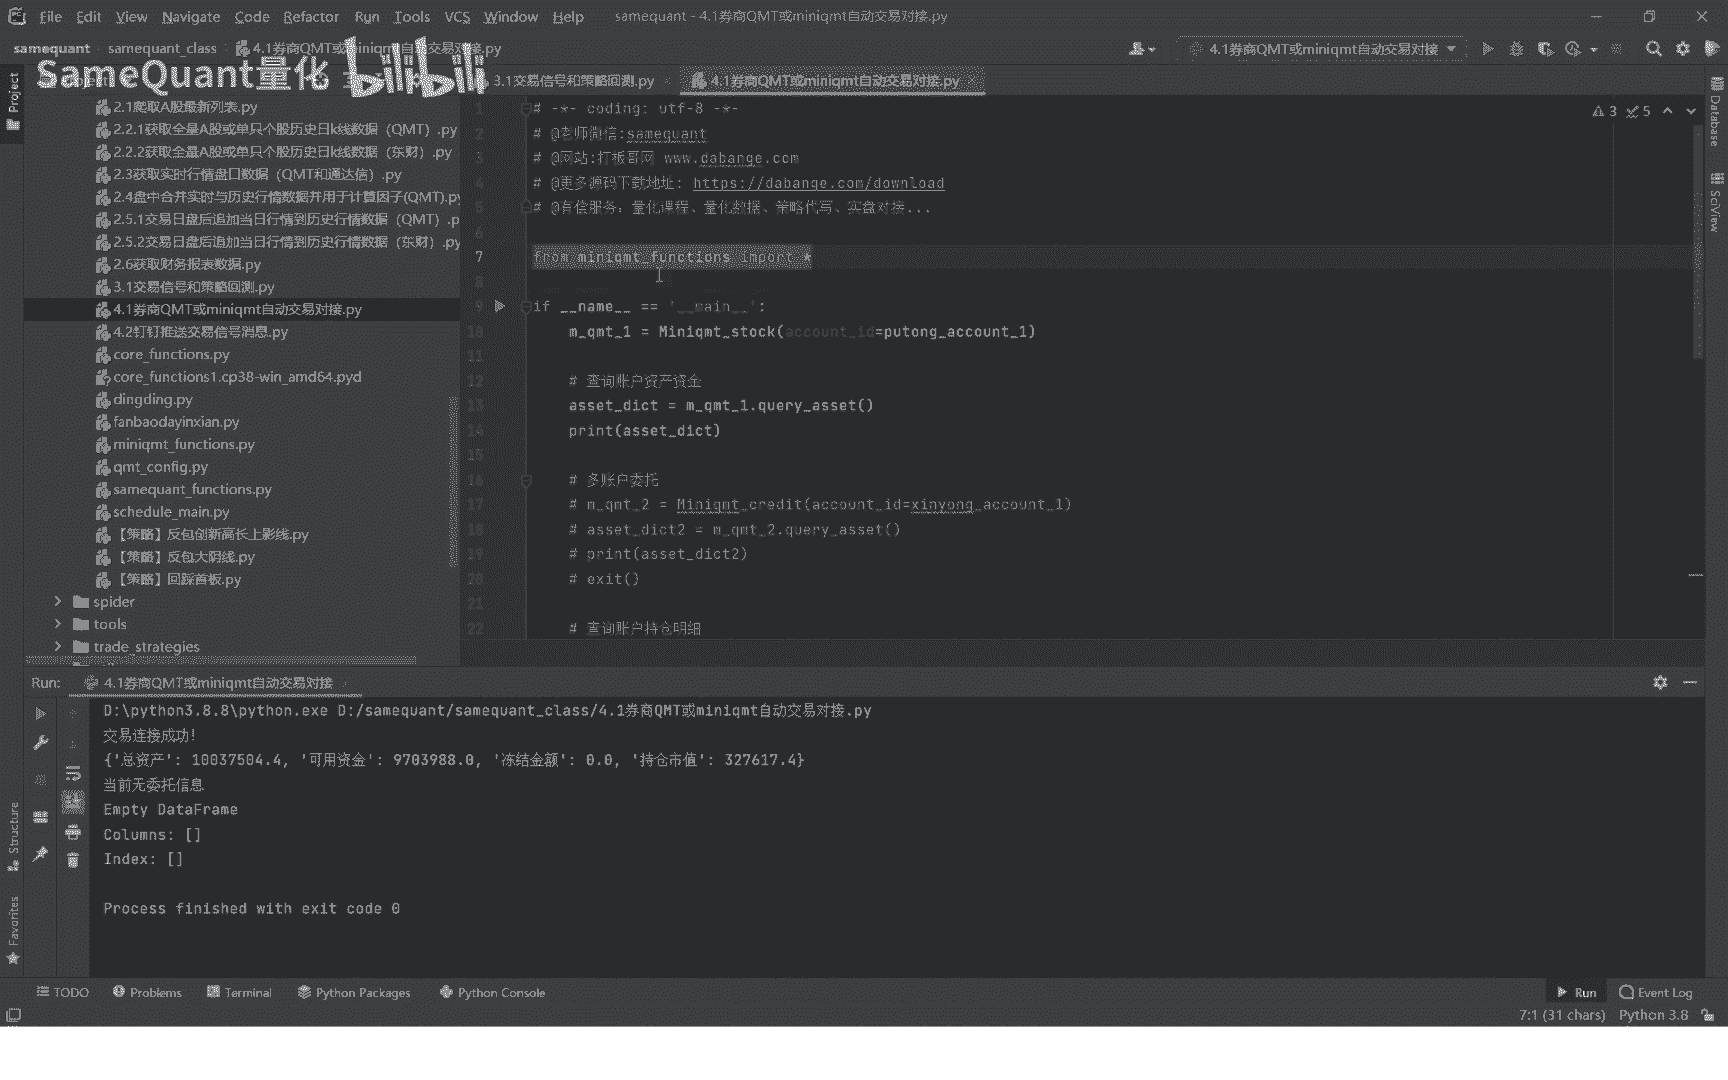 File Edit View Navigate Code Refactor Run Tools VCS Window Help samequant - 4.1券商QMT或miniqmt自动交易对接.py
samequant samequant_class 4.1券商QMT或miniqmt自动交易对接.py
4.1券商QMT或miniqmt自动交易对接
SameQuant量化 bilibili
3.1交易信号和策略回测.py
4.1券商QMT或miniqmt自动交易对接.py
Project
2.1爬取A股最新列表.py
2.2.1获取全量A股或单只个股历史日k线数据（QMT）.py
2.2.2获取全量A股或单只个股历史日k线数据（东财）.py
2.3获取实时行情盘口数据（QMT和通达信）.py
2.4盘中合并实时与历史行情数据并用于计算因子(QMT).py
2.5.1交易日盘后追加当日行情到历史行情数据（QMT）.p
2.5.2交易日盘后追加当日行情到历史行情数据（东财）.py
2.6获取财务报表数据.py
3.1交易信号和策略回测.py
4.1券商QMT或miniqmt自动交易对接.py
4.2钉钉推送交易信号消息.py
core_functions.py
core_functions1.cp38-win_amd64.pyd
dingding.py
fanbaodayinxian.py
miniqmt_functions.py
qmt_config.py
samequant_functions.py
schedule_main.py
【策略】反包创新高长上影线.py
【策略】反包大阴线.py
【策略】回踩首板.py
spider
tools
trade_strategies
1 # -*- coding: utf-8 -*-
2 # @老师微信:samequant
3 # @网站:打板哥网 www.dabange.com
4 # @更多源码下载地址: https://dabange.com/download
5 # @有偿服务: 量化课程、量化数据、策略代写、实盘对接...
6
7 from miniqmt_functions import *
8
9 if __name__ == '__main__':
10 m_qmt_1 = Miniqmt_stock(account_id=putong_account_1)
11
12 # 查询账户资产资金
13 asset_dict = m_qmt_1.query_asset()
14 print(asset_dict)
15
16 # 多账户委托
17 # m_qmt_2 = Miniqmt_credit(account_id=xinyong_account_1)
18 # asset_dict2 = m_qmt_2.query_asset()
19 # print(asset_dict2)
20 # exit()
21
22 # 查询账户持仓明细
3 5
Database
SciView
Run: 4.1券商QMT或miniqmt自动交易对接
D:\python3.8.8\python.exe D:/samequant/samequant_class/4.1券商QMT或miniqmt自动交易对接.py
交易连接成功!
{'总资产': 10037504.4, '可用资金': 9703988.0, '冻结金额': 0.0, '持仓市值': 327617.4}
当前无委托信息
Empty DataFrame
Columns: []
Index: []
Process finished with exit code 0
Structure
Favorites
TODO Problems Terminal Python Packages Python Console Run Event Log
7:1 (31 chars) Python 3.8